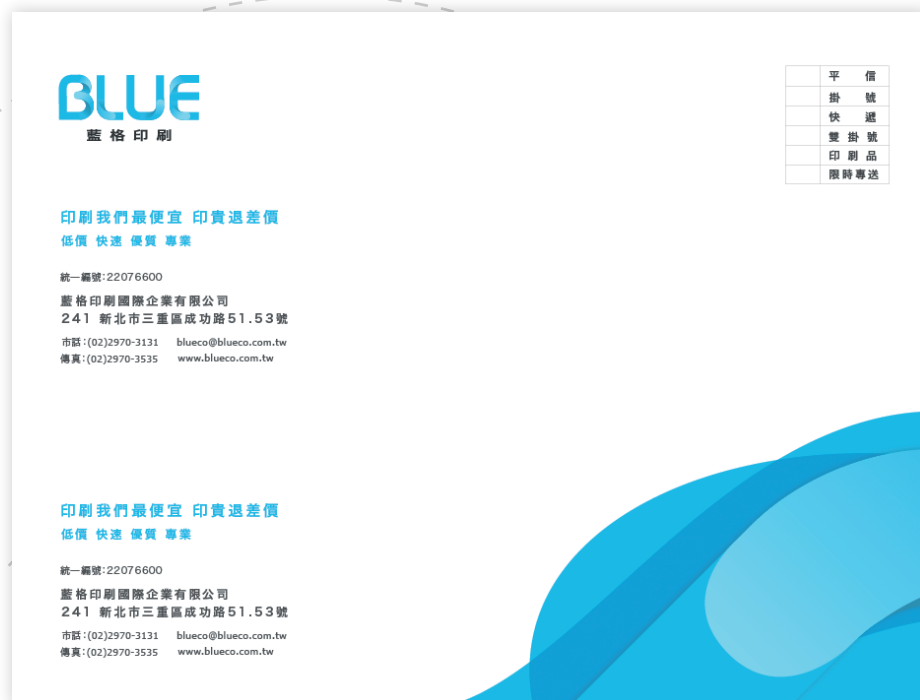 BLUE
藍格印刷
平信
掛號
快遞
雙掛號
印刷品
限時專送
印刷我們最便宜 印貴退差價
低價 快速 優質 專業
統一編號:22076600
藍格印刷國際企業有限公司
241 新北市三重區成功路51.53號
市話:(02)2970-3131 blueco@blueco.com.tw
傳真:(02)2970-3535 www.blueco.com.tw
印刷我們最便宜 印貴退差價
低價 快速 優質 專業
統一編號:22076600
藍格印刷國際企業有限公司
241 新北市三重區成功路51.53號
市話:(02)2970-3131 blueco@blueco.com.tw
傳真:(02)2970-3535 www.blueco.com.tw